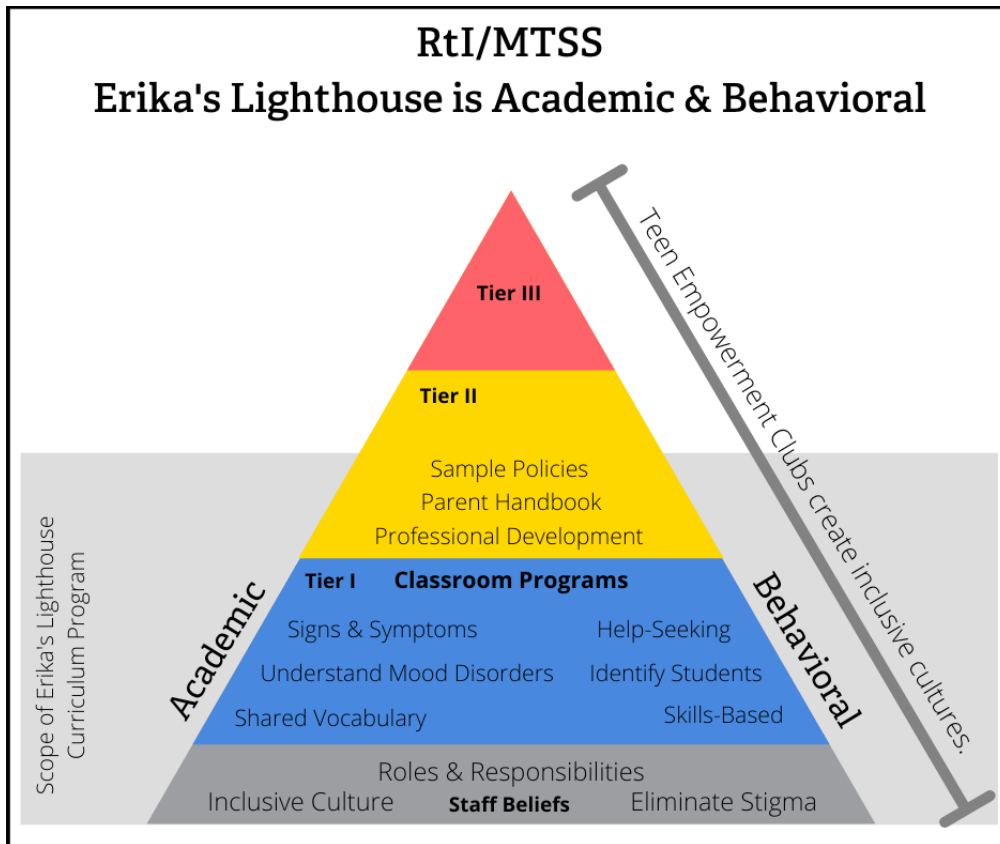 RtI/MTSS
Erika's Lighthouse is Academic & Behavioral
Tier III
Teen Empowerment Clubs create inclusive cultures.
Tier II
Sample Policies
Parent Handbook
Professional Development
Scope of Erika's Lighthouse
Curriculum Program
Academic
Behavioral
Tier I
Classroom Programs
Signs & Symptoms
Help-Seeking
Understand Mood Disorders
Identify Students
Shared Vocabulary
Skills-Based
Roles & Responsibilities
Inclusive Culture
Staff Beliefs
Eliminate Stigma